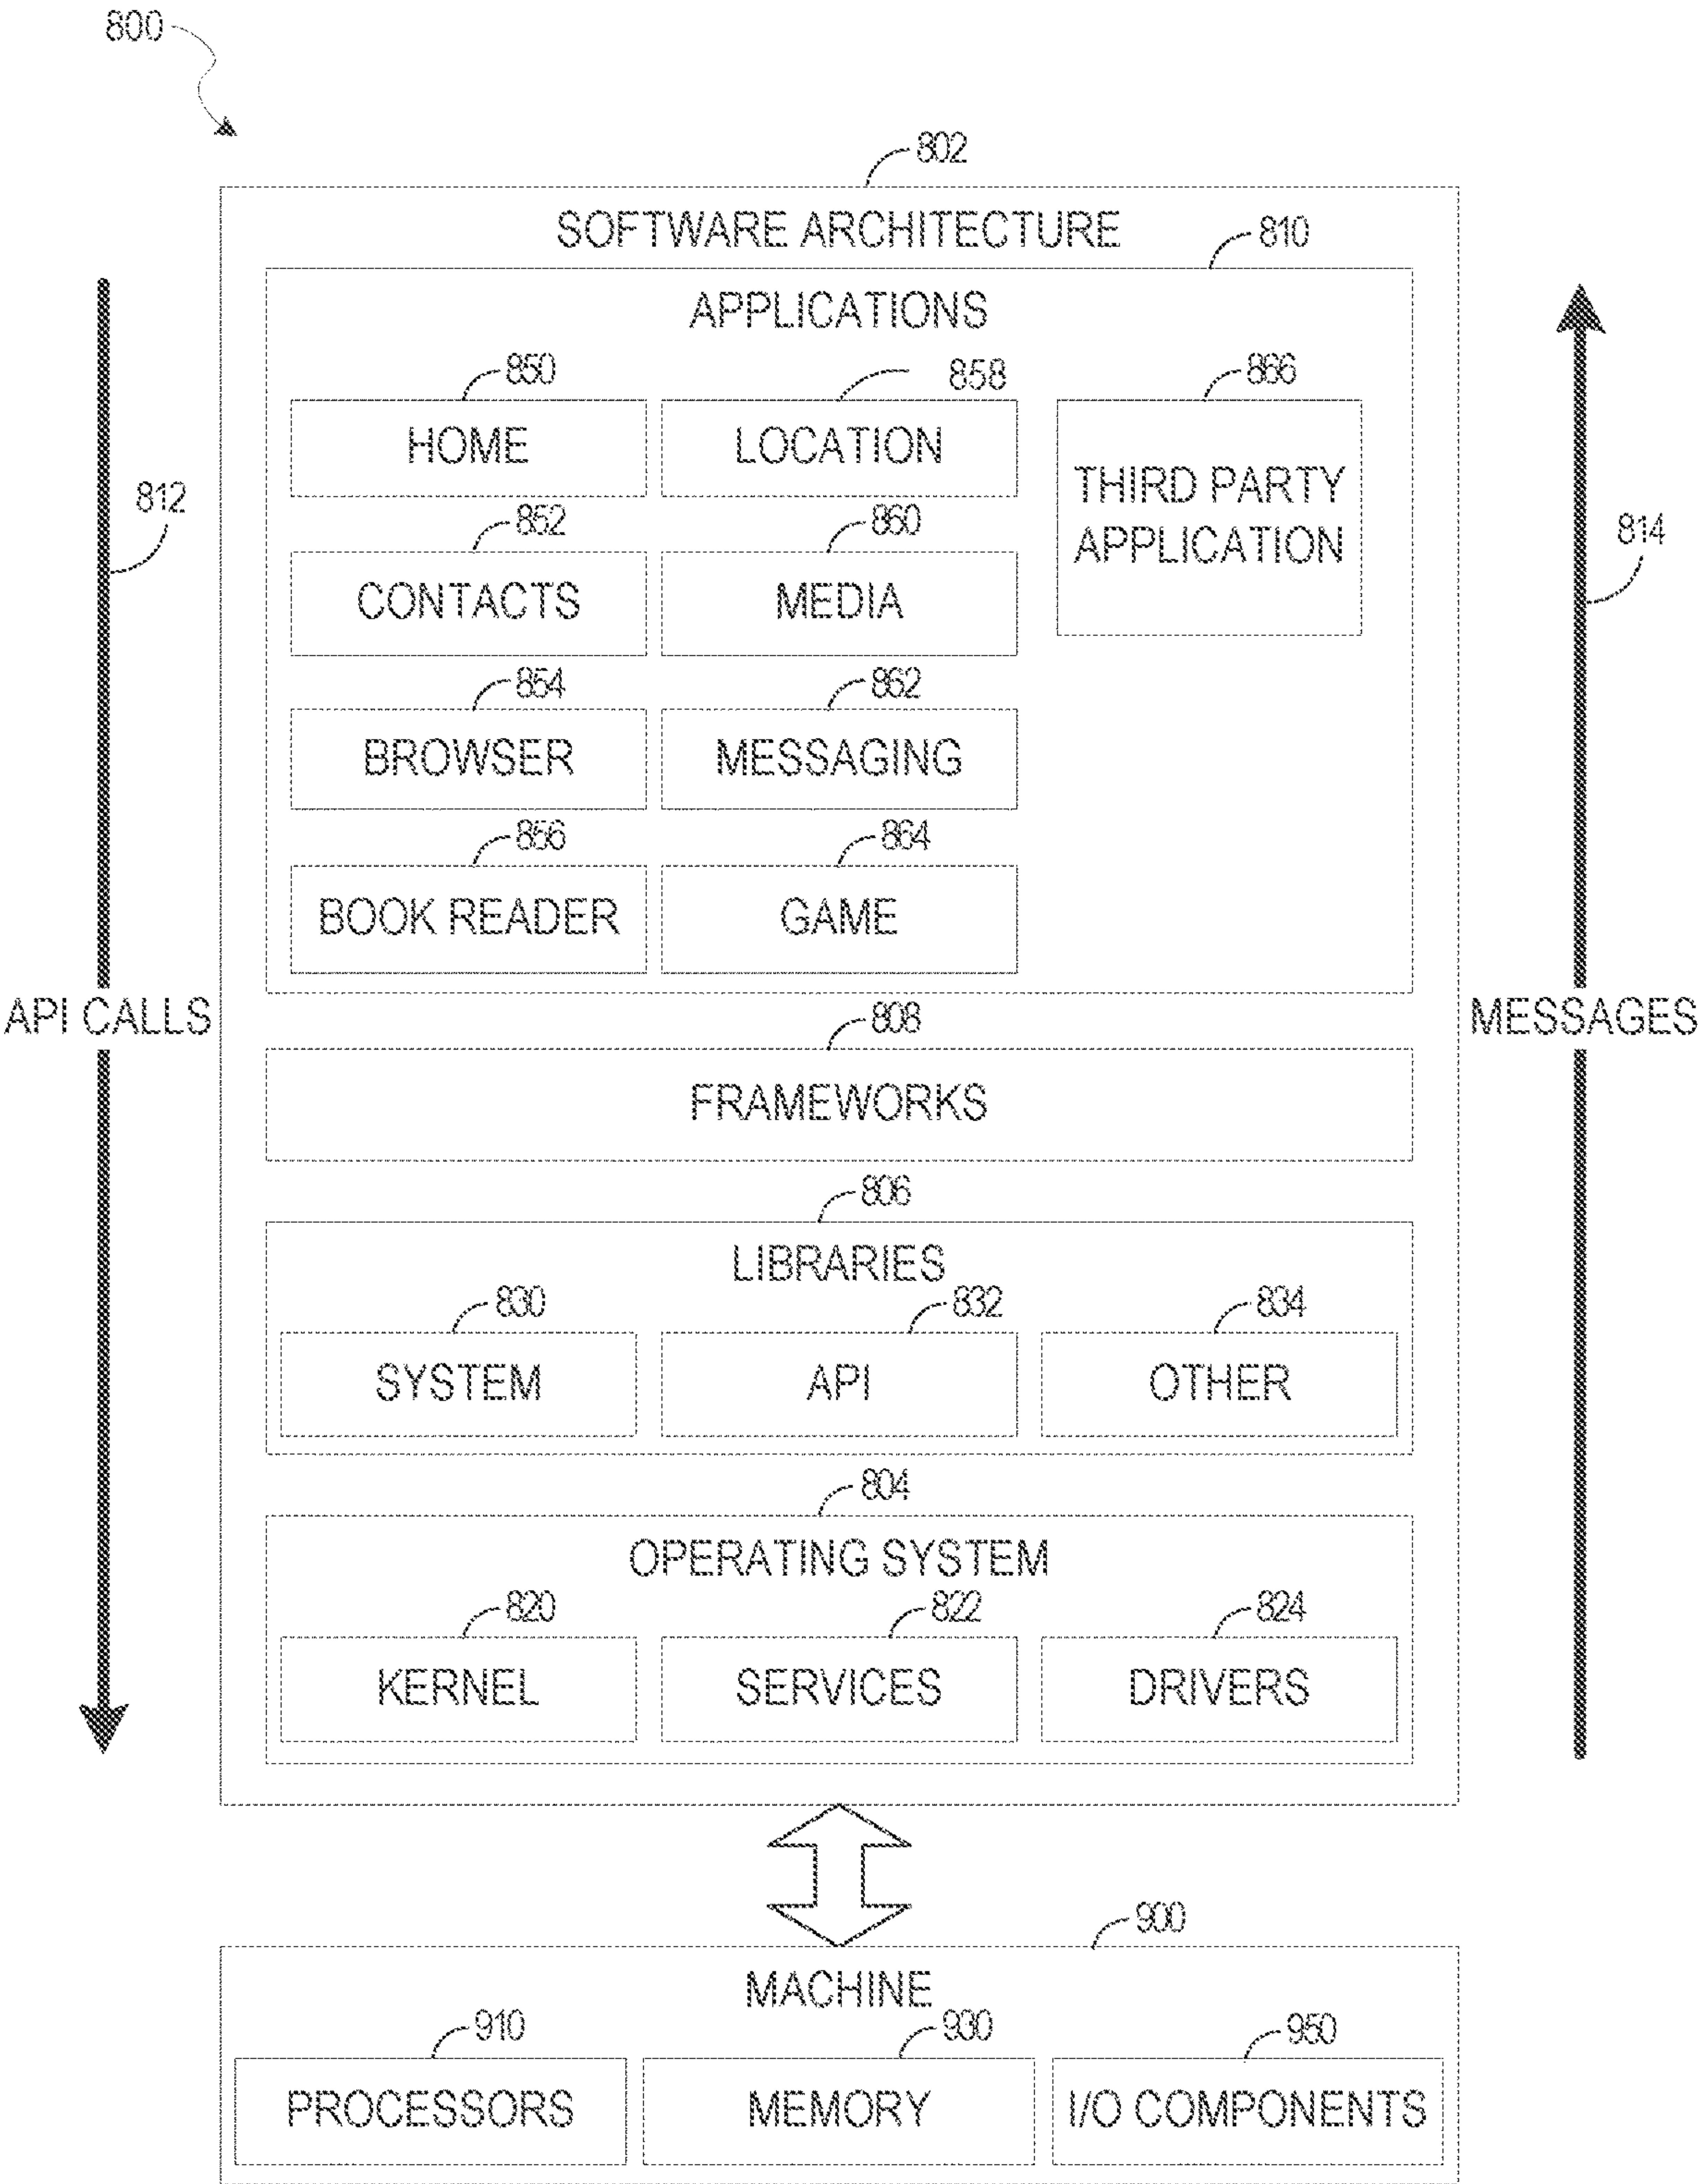 800
802
SOFTWARE ARCHITECTURE
810
APPLICATIONS
850
858
866
HOME
LOCATION
THIRD PARTY
APPLICATION
812
852
860
814
CONTACTS
MEDIA
854
862
BROWSER
MESSAGING
856
864
BOOK READER
GAME
API CALLS
MESSAGES
808
FRAMEWORKS
806
LIBRARIES
830
832
834
SYSTEM
API
OTHER
804
OPERATING SYSTEM
820
822
824
KERNEL
SERVICES
DRIVERS
900
MACHINE
910
930
950
PROCESSORS
MEMORY
I/O COMPONENTS